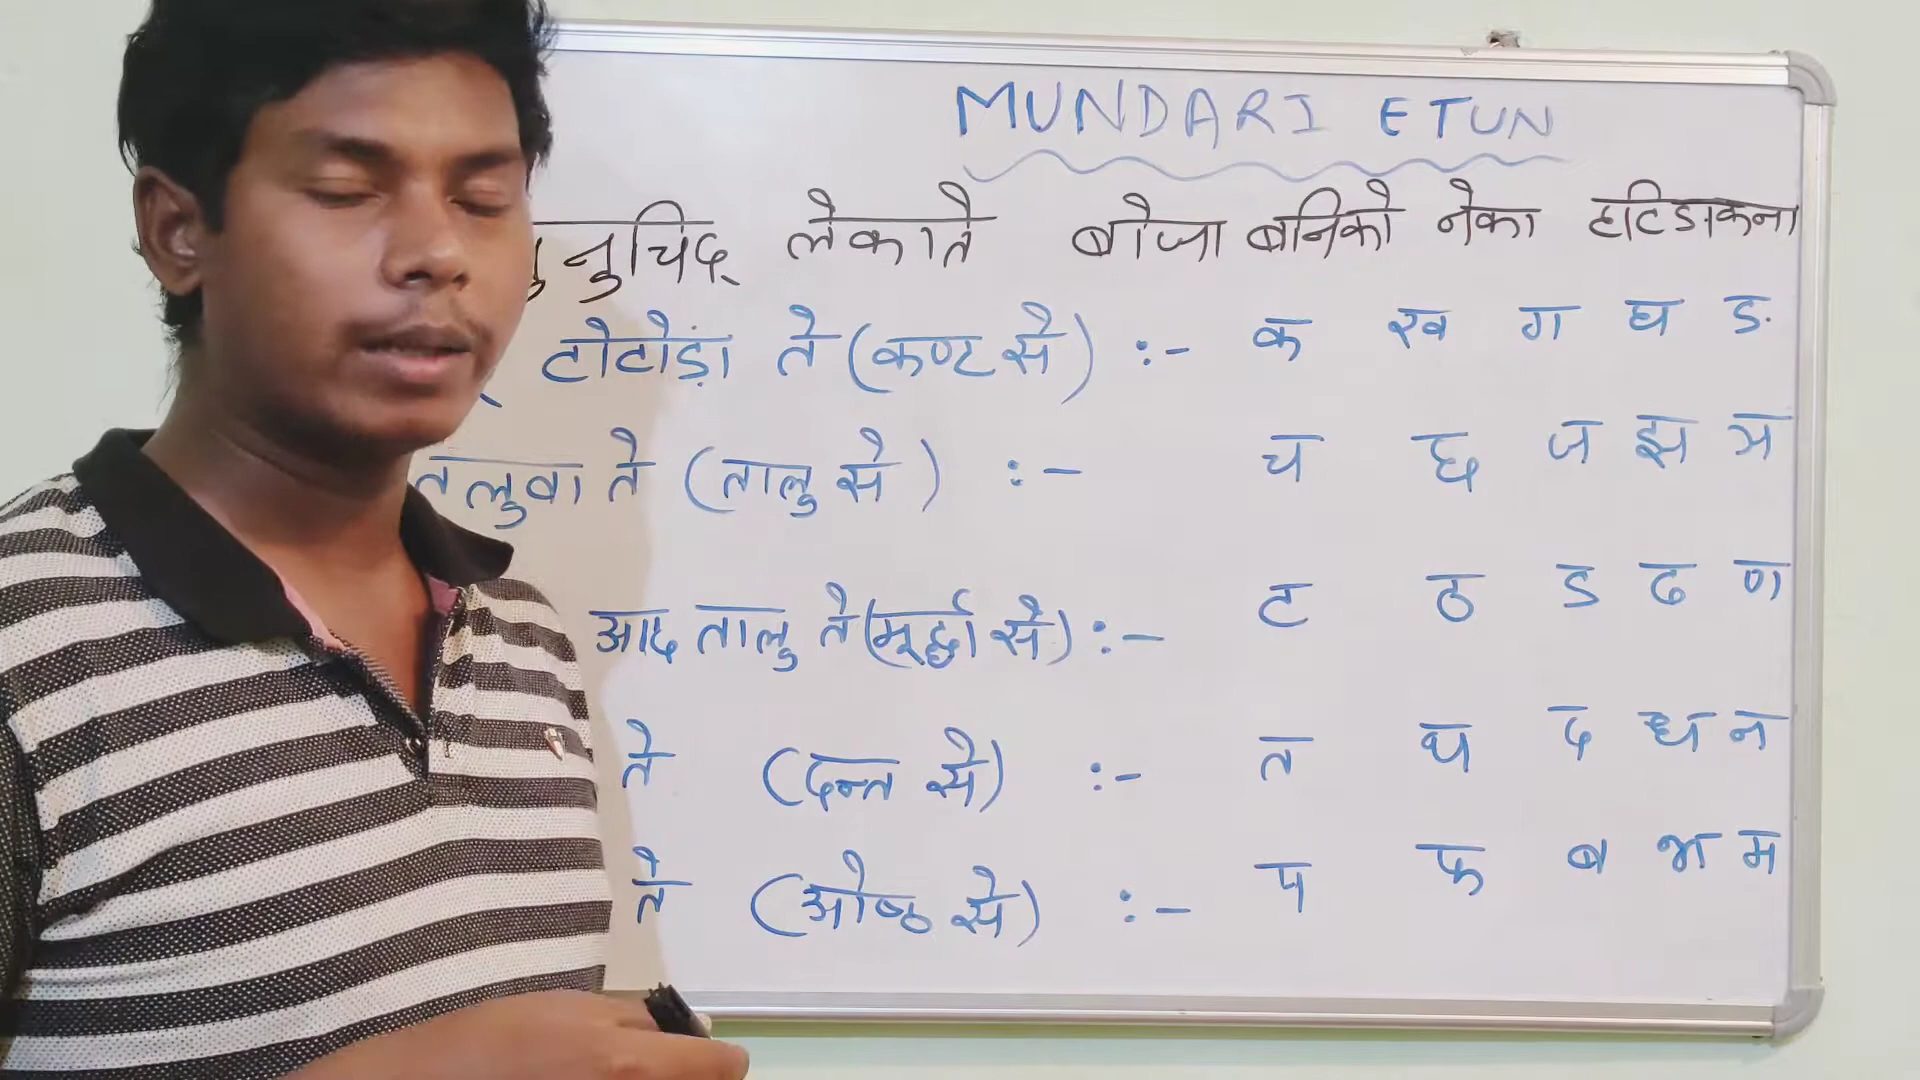 MUNDARI ETUN
लेकाते बोजा बनिको नेका हटिङाकना
टोटोड़ां ते (कण्ट से) :- क ख ग घ ङ
तलुवा ते (तालु से) :- च छ ज झ ञ
आद तालु ते (मूर्द्धा से) :- ट ठ ड ढ ण
ते (दन्त से) :- त थ द ध न
ते (ओष्ठ से) :- प फ ब भ म